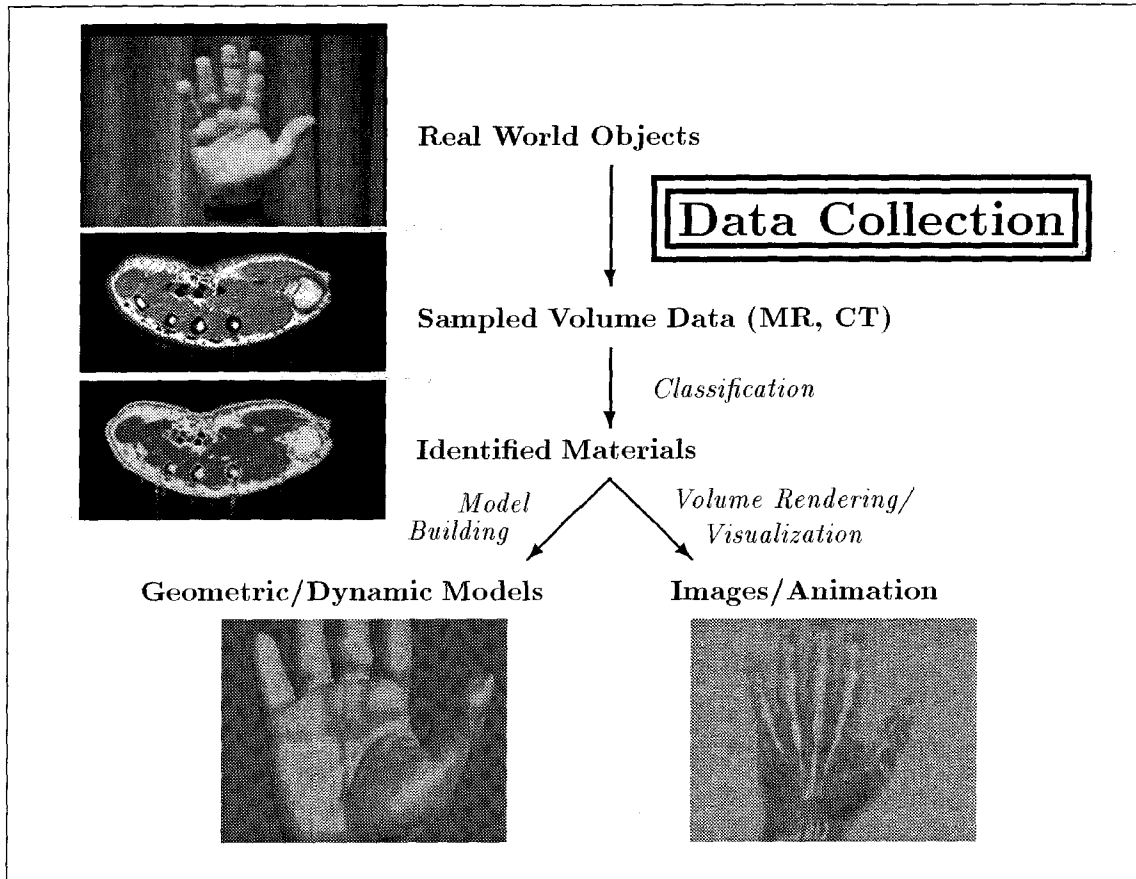 Real World Objects
Data Collection
Sampled Volume Data (MR, CT)
Classification
Identified Materials
Model
Building
Volume Rendering/
Visualization
Geometric/Dynamic Models
Images/Animation